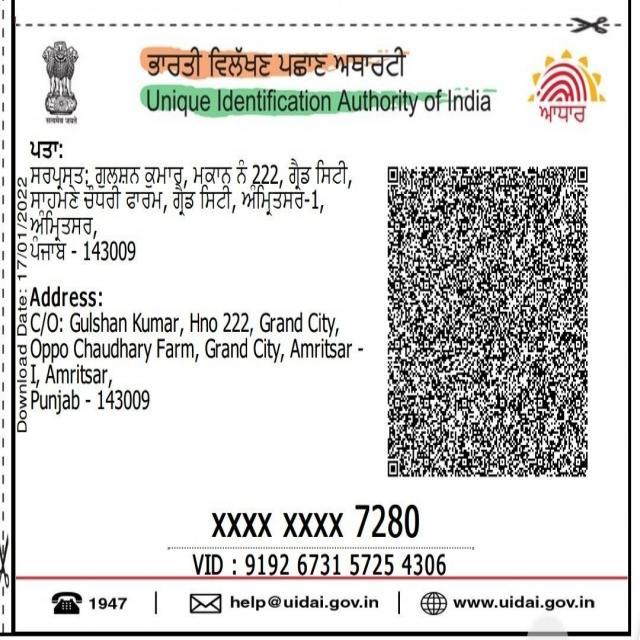 ਭਾਰਤੀ ਵਿਲੱਖਣ ਪਛਾਣ ਅਥਾਰਟੀ
Unique Identification Authority of India
सत्यमेव जयते
ਆਧਾਰ
ਪਤਾ:
ਸਰਪ੍ਰਸਤ: ਗੁਲਸ਼ਨ ਕੁਮਾਰ, ਮਕਾਨ ਨੰ 222, ਗ੍ਰੈਂਡ ਸਿਟੀ,
ਸਾਹਮਣੇ ਚੌਧਰੀ ਫਾਰਮ, ਗ੍ਰੈਂਡ ਸਿਟੀ, ਅੰਮ੍ਰਿਤਸਰ-1,
ਅੰਮ੍ਰਿਤਸਰ,
ਪੰਜਾਬ - 143009
Download Date: 17/01/2022
Address:
C/O: Gulshan Kumar, Hno 222, Grand City,
Oppo Chaudhary Farm, Grand City, Amritsar -
I, Amritsar,
Punjab - 143009
xxxx xxxx 7280
VID : 9192 6731 5725 4306
1947 | help@uidai.gov.in | www.uidai.gov.in